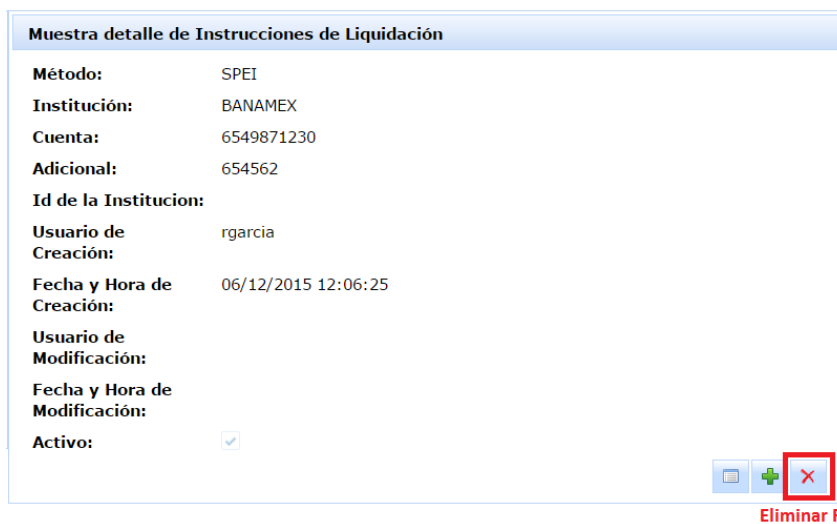 Muestra detalle de Instrucciones de Liquidación
Método: SPEI
Institución: BANAMEX
Cuenta: 6549871230
Adicional: 654562
Id de la Institucion:
Usuario de rgarcia
Creación:
Fecha y Hora de 06/12/2015 12:06:25
Creación:
Usuario de
Modificación:
Fecha y Hora de
Modificación:
Activo:
Eliminar